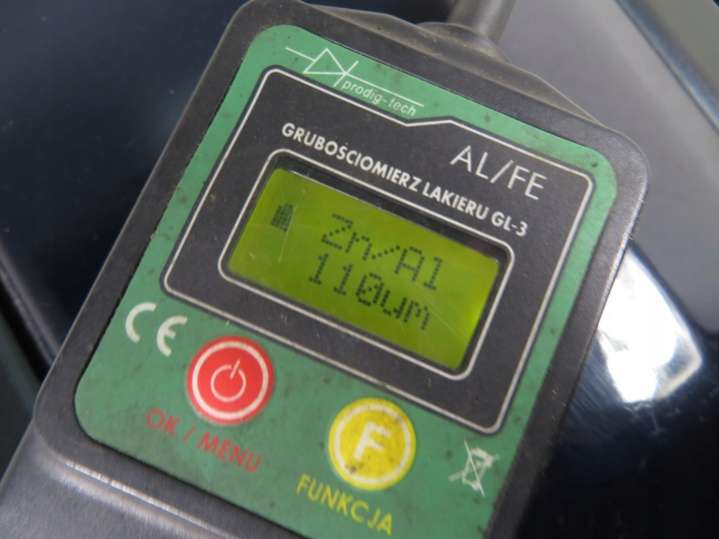 prodig-tech
AL/FE
GRUBOŚCIOMIERZ LAKIERU GL-3
Zn/Al
110um
CE
OK / MENU
F
FUNKCJA